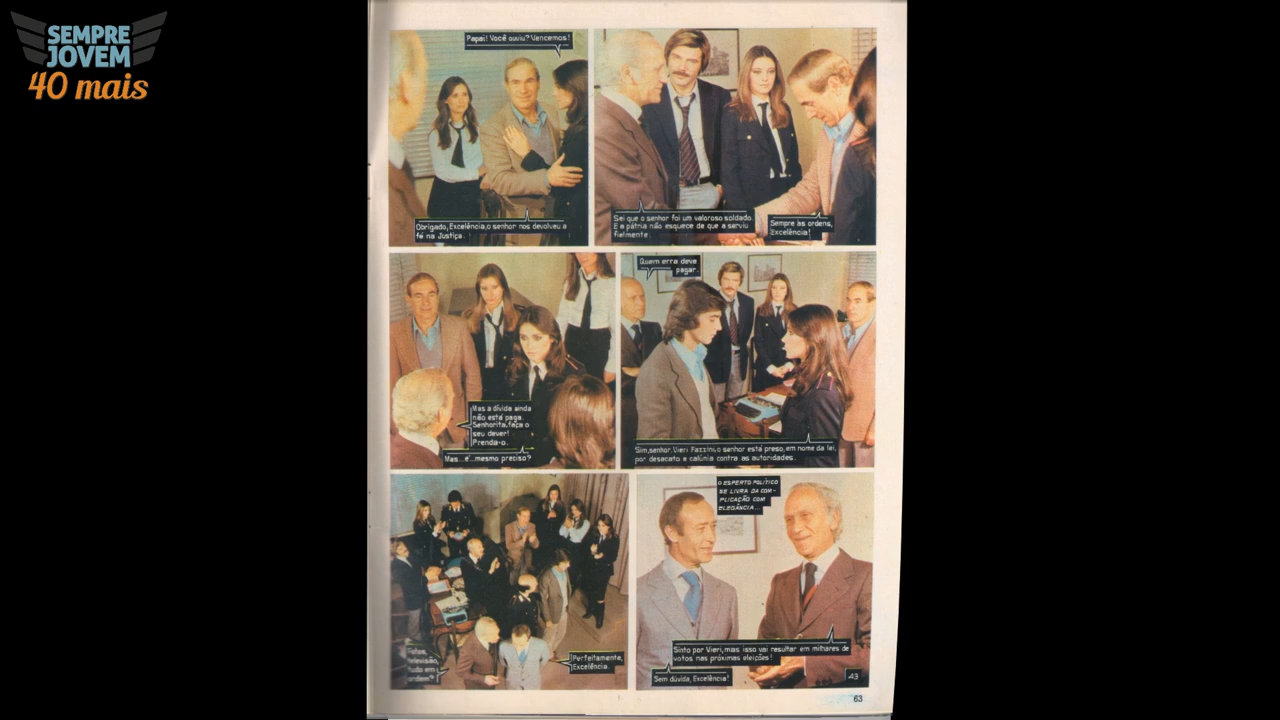 SEMPRE
JOVEM
40 mais
Papai! Você ouviu? Vencemos!
Obrigado, Excelência, o senhor nos devolveu a
fé na Justiça.
Sei que o senhor foi um valoroso soldado.
E a pátria não esquece de que a serviu
fielmente.
Sempre às ordens,
Excelência!
Mas a dívida ainda
não está paga.
Senhorita, faça o
seu dever!
Prenda-o.
Mas...é...mesmo preciso?
Quem erra deve
pagar.
Sim, senhor. Vieri Fazzini, o senhor está preso, em nome da lei,
por desacato e calúnia contra as autoridades.
Fotos,
televisão,
tudo em
ordem?
Perfeitamente,
Excelência.
O ESPERTO POLÍTICO
SE LIVRA DA COM-
PLICAÇÃO COM
ELEGÂNCIA...
Sinto por Vieri, mas isso vai resultar em milhares de
votos nas próximas eleições!
Sem dúvida, Excelência!
43
63